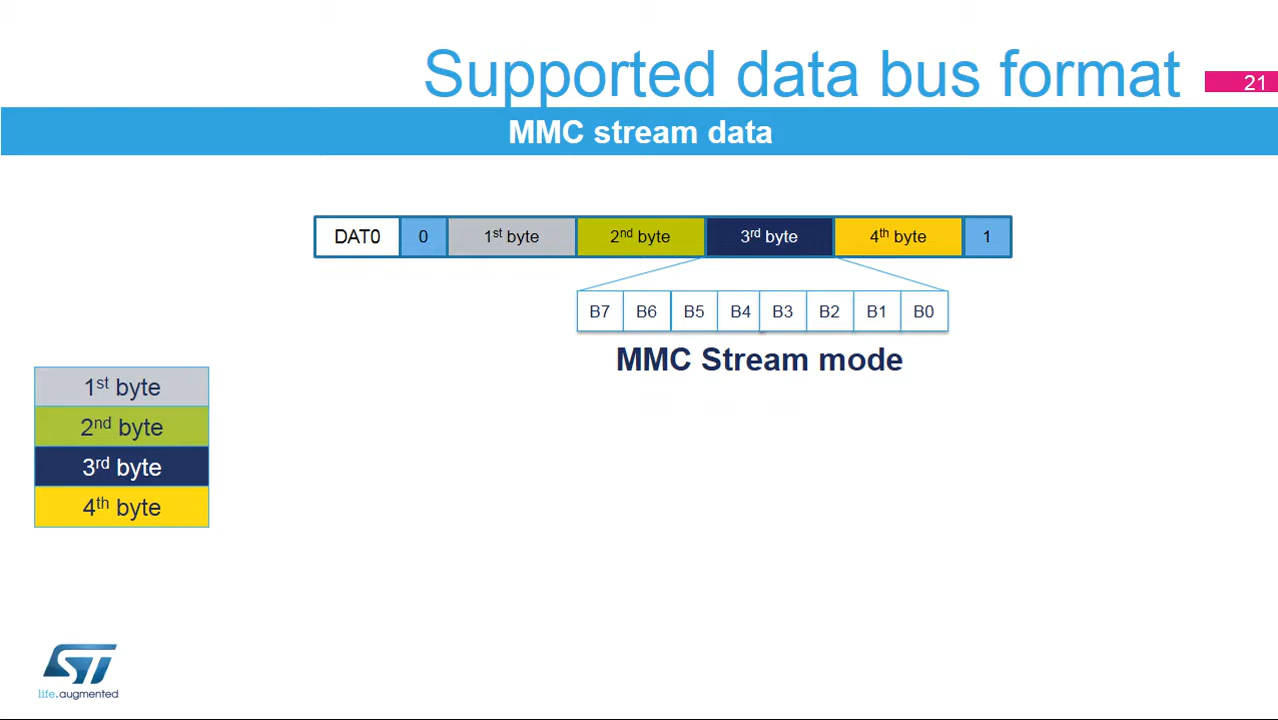 Supported data bus format
21
MMC stream data
DAT0 0 1st byte 2nd byte 3rd byte 4th byte 1
B7 B6 B5 B4 B3 B2 B1 B0
MMC Stream mode
1st byte
2nd byte
3rd byte
4th byte
ST
life.augmented